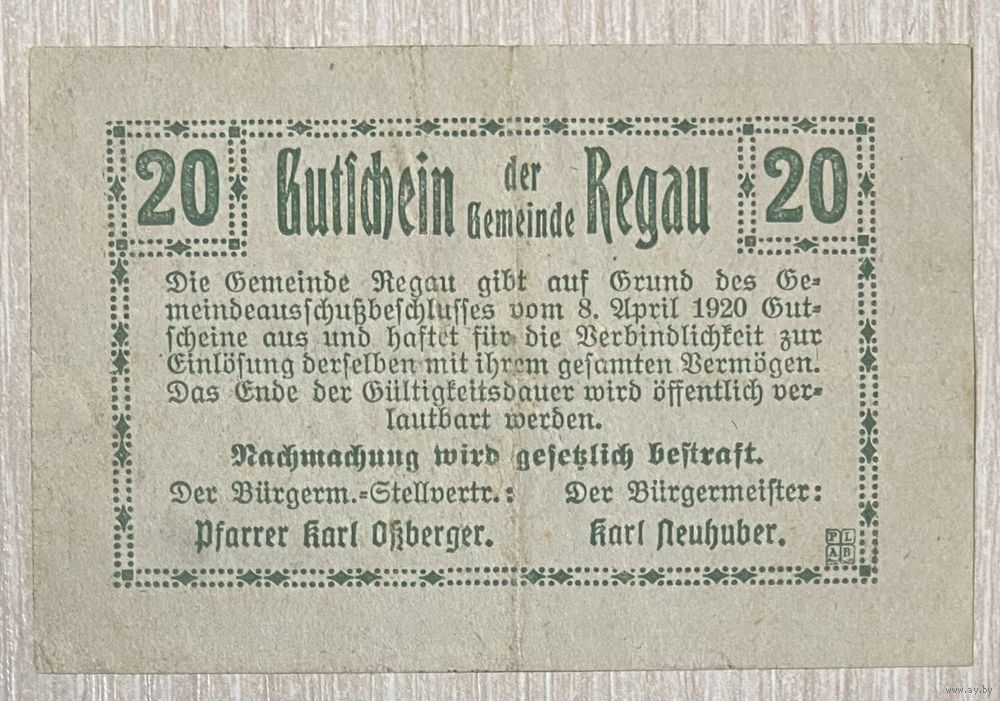 20 Gutschein der Gemeinde Regau 20
Die Gemeinde Regau gibt auf Grund des Ge=
meindeausschußbeschlusses vom 8. April 1920 Gut=
scheine aus und haftet für die Verbindlichkeit zur
Einlösung derselben mit ihrem gesamten Vermögen.
Das Ende der Gültigkeitsdauer wird öffentlich ver=
lautbart werden.
Nachmachung wird gesetzlich bestraft.
Der Bürgerm.=Stellvertr.: Der Bürgermeister:
Pfarrer Karl Oßberger. Karl Neuhuber.
P L
A B
www.ay.by